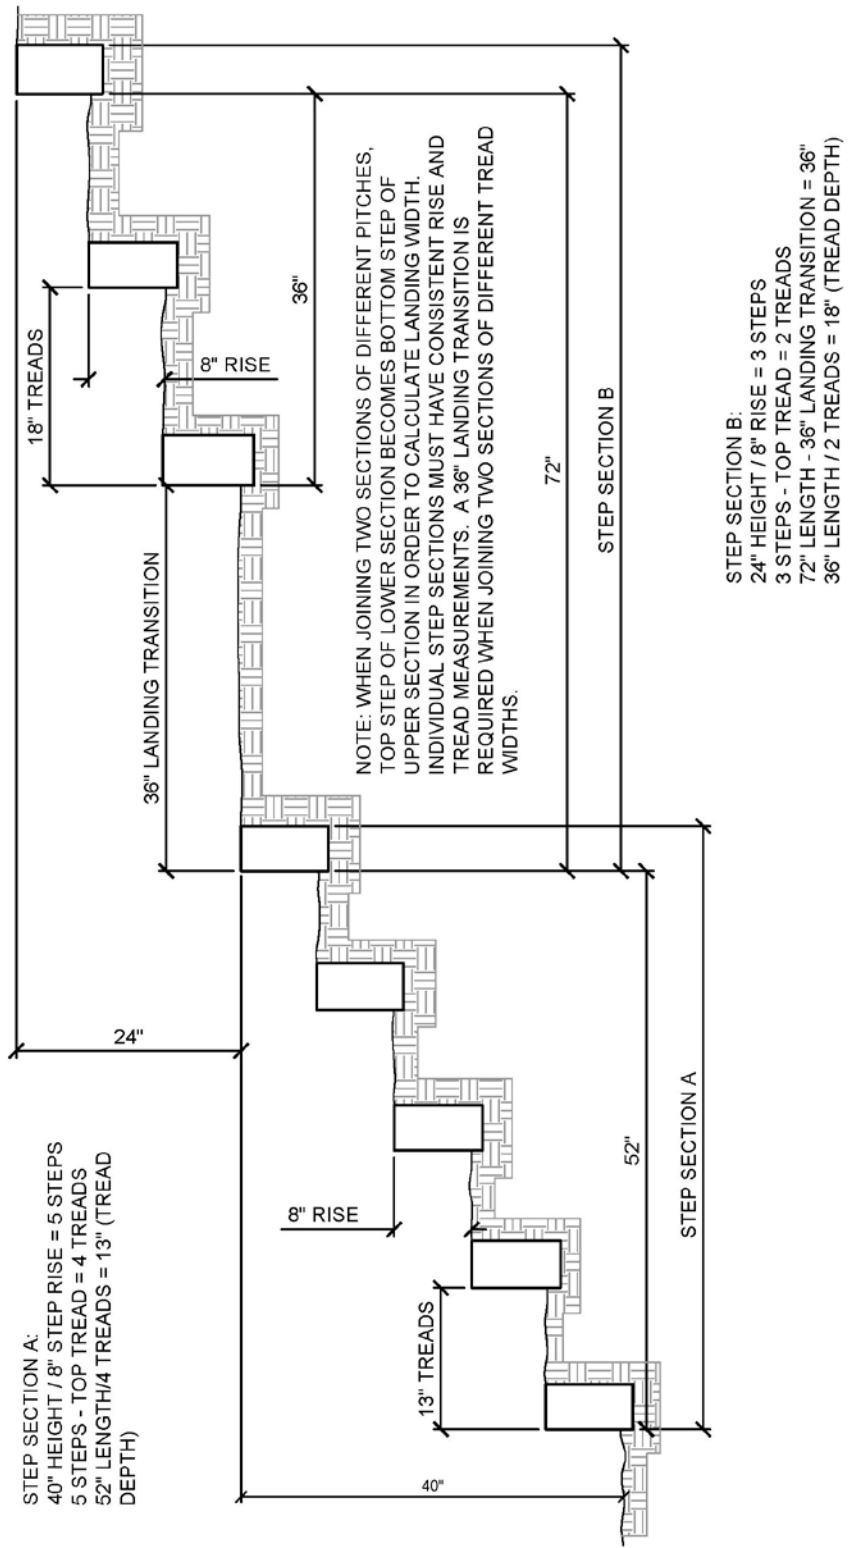 STEP SECTION A:
40" HEIGHT / 8" STEP RISE = 5 STEPS
5 STEPS - TOP TREAD = 4 TREADS
52" LENGTH/4 TREADS = 13" (TREAD
DEPTH)
24"
40"
8" RISE
13" TREADS
52"
STEP SECTION A
18" TREADS
8" RISE
36" LANDING TRANSITION
36"
NOTE: WHEN JOINING TWO SECTIONS OF DIFFERENT PITCHES,
TOP STEP OF LOWER SECTION BECOMES BOTTOM STEP OF
UPPER SECTION IN ORDER TO CALCULATE LANDING WIDTH.
INDIVIDUAL STEP SECTIONS MUST HAVE CONSISTENT RISE AND
TREAD MEASUREMENTS. A 36" LANDING TRANSITION IS
REQUIRED WHEN JOINING TWO SECTIONS OF DIFFERENT TREAD
WIDTHS.
72"
STEP SECTION B
STEP SECTION B:
24" HEIGHT / 8" RISE = 3 STEPS
3 STEPS - TOP TREAD = 2 TREADS
72" LENGTH - 36" LANDING TRANSITION = 36"
36" LENGTH / 2 TREADS = 18" (TREAD DEPTH)